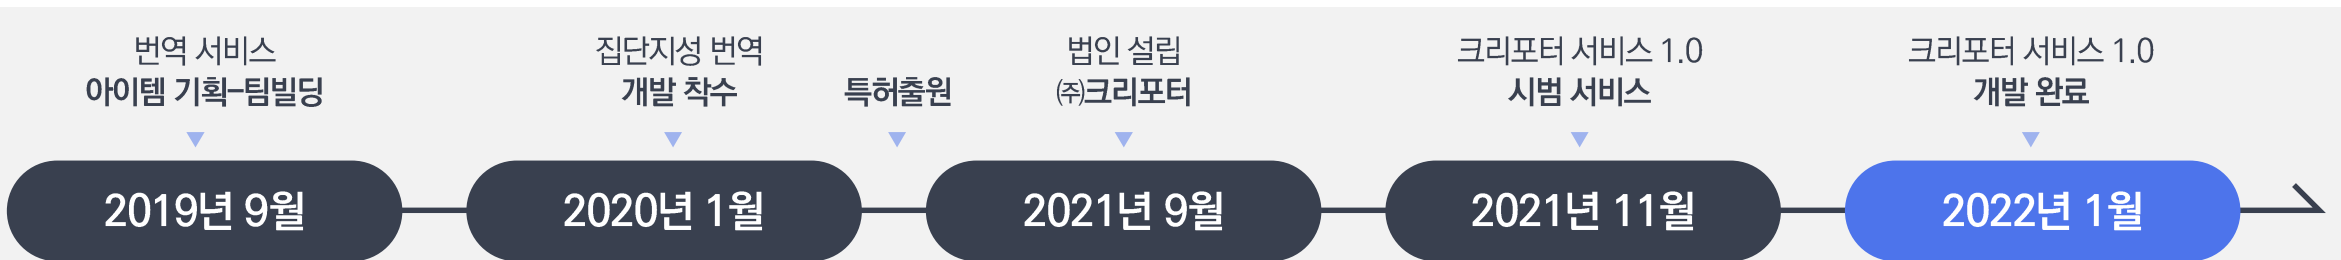 번역 서비스
아이템 기획-팀빌딩
집단지성 번역
개발 착수
특허출원
법인 설립
㈜크리포터
크리포터 서비스 1.0
시범 서비스
크리포터 서비스 1.0
개발 완료
2019년 9월
2020년 1월
2021년 9월
2021년 11월
2022년 1월